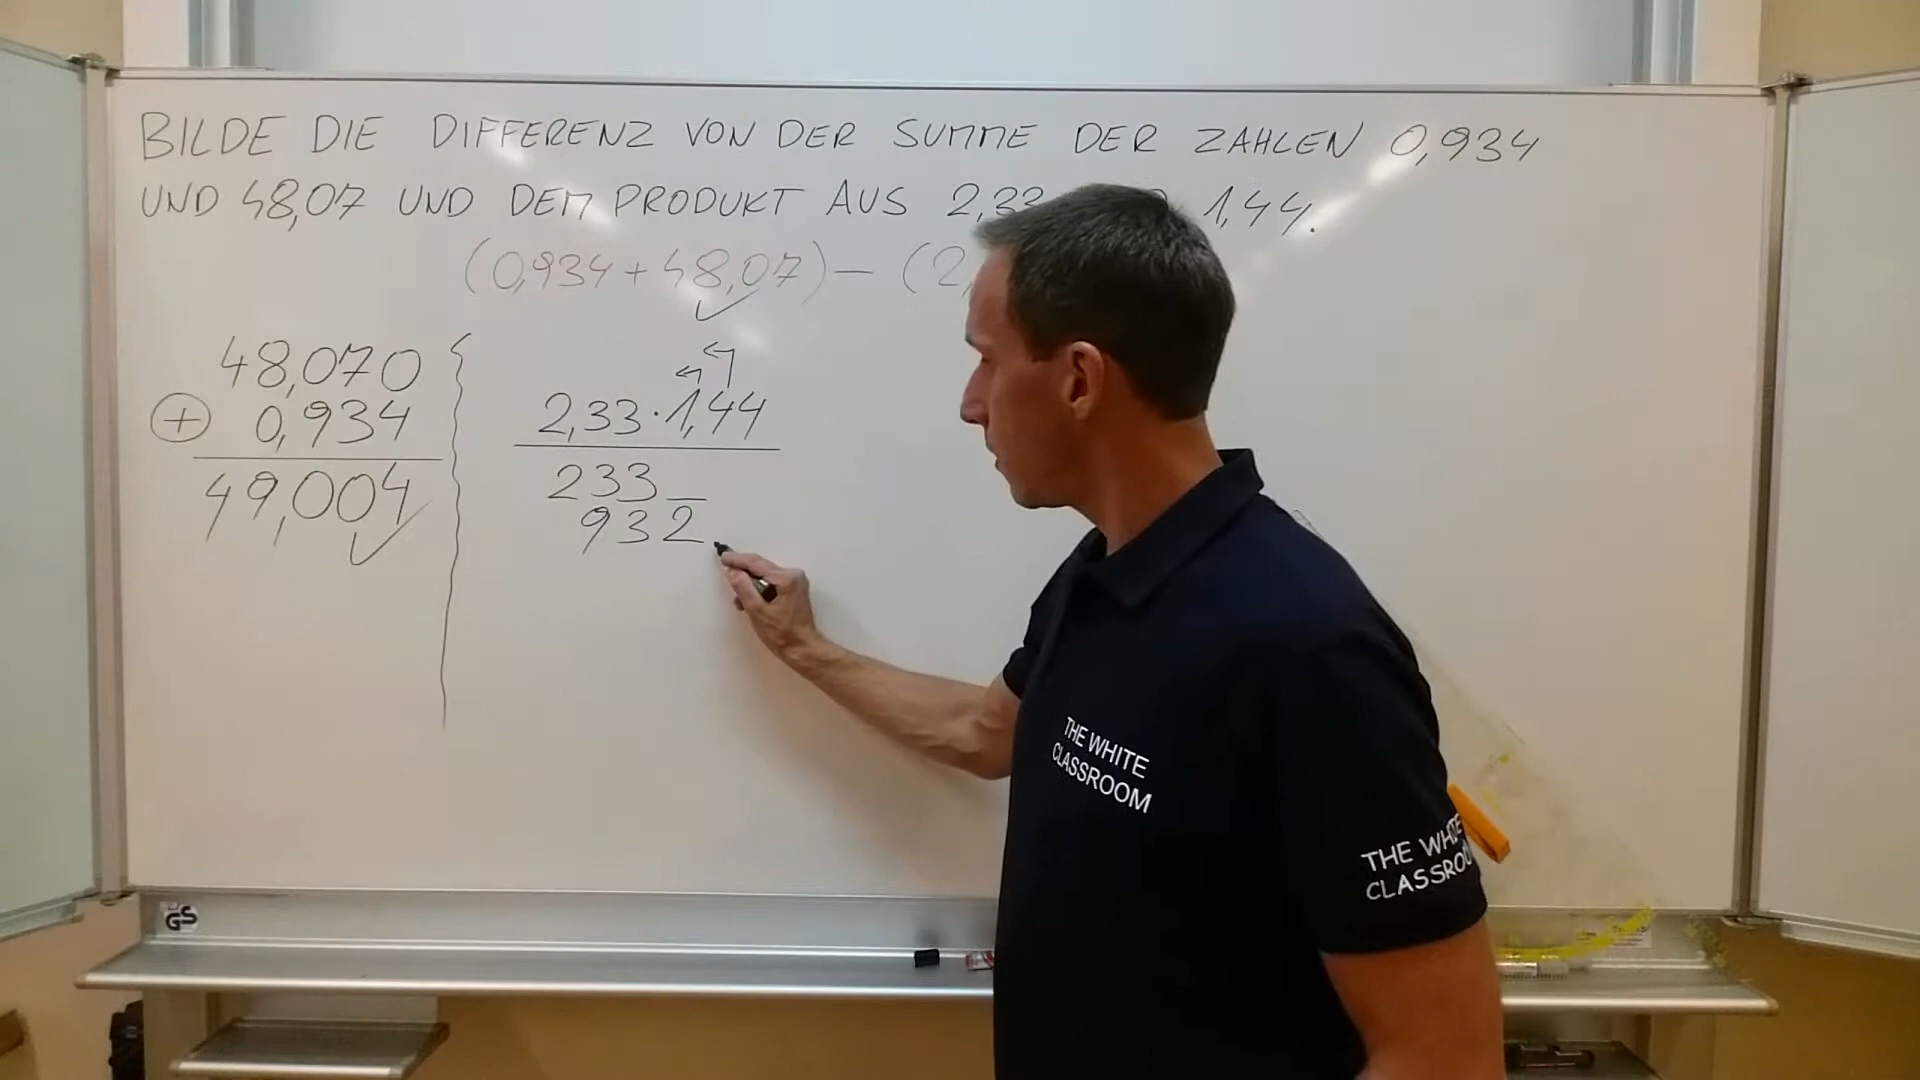 BILDE DIE DIFFERENZ VON DER SUMME DER ZAHLEN 0,934
UND 48,07 UND DEM PRODUKT AUS 2,33 1,44.
(0,934 + 48,07) – (2,
48,070
+ 0,934
49,004
2,33 · 1,44
233_
932
THE WHITE
CLASSROOM
THE WHITE
CLASSROO
GS